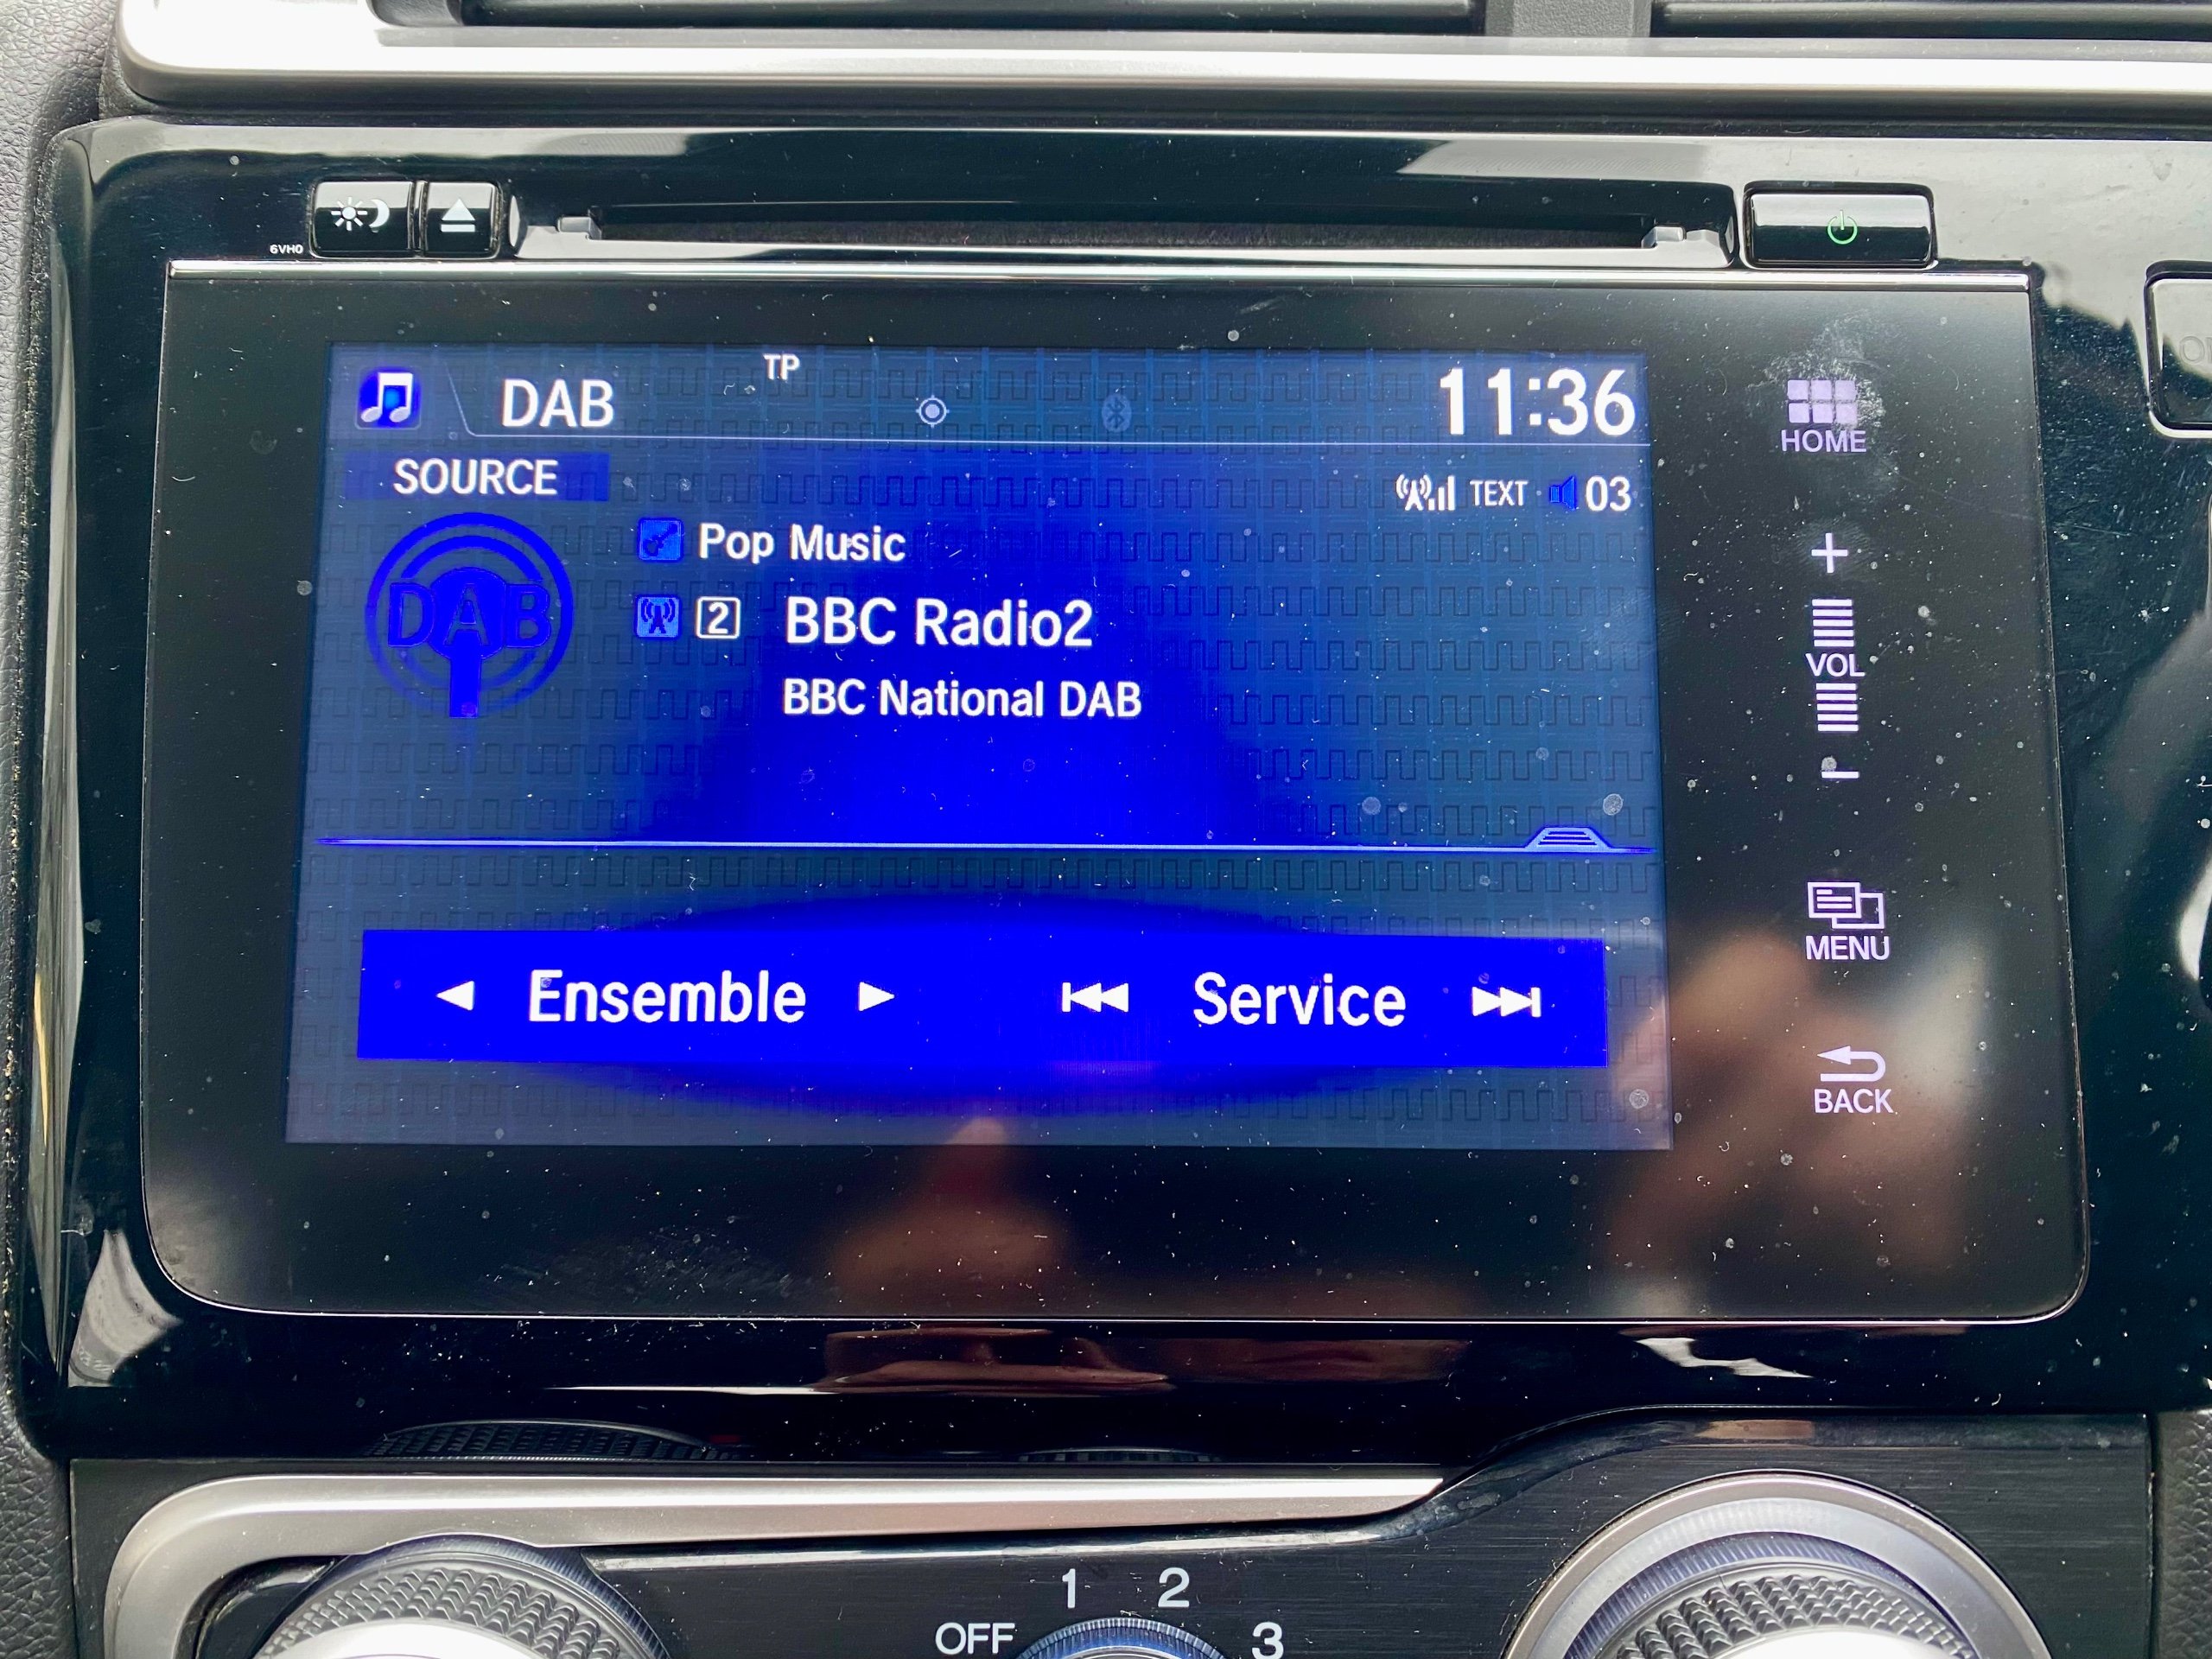 6VH0
TP
DAB
11:36
HOME
SOURCE
TEXT 03
Pop Music
DAB
2 BBC Radio2
BBC National DAB
VOL
Ensemble Service
MENU
BACK
1 2
OFF 3